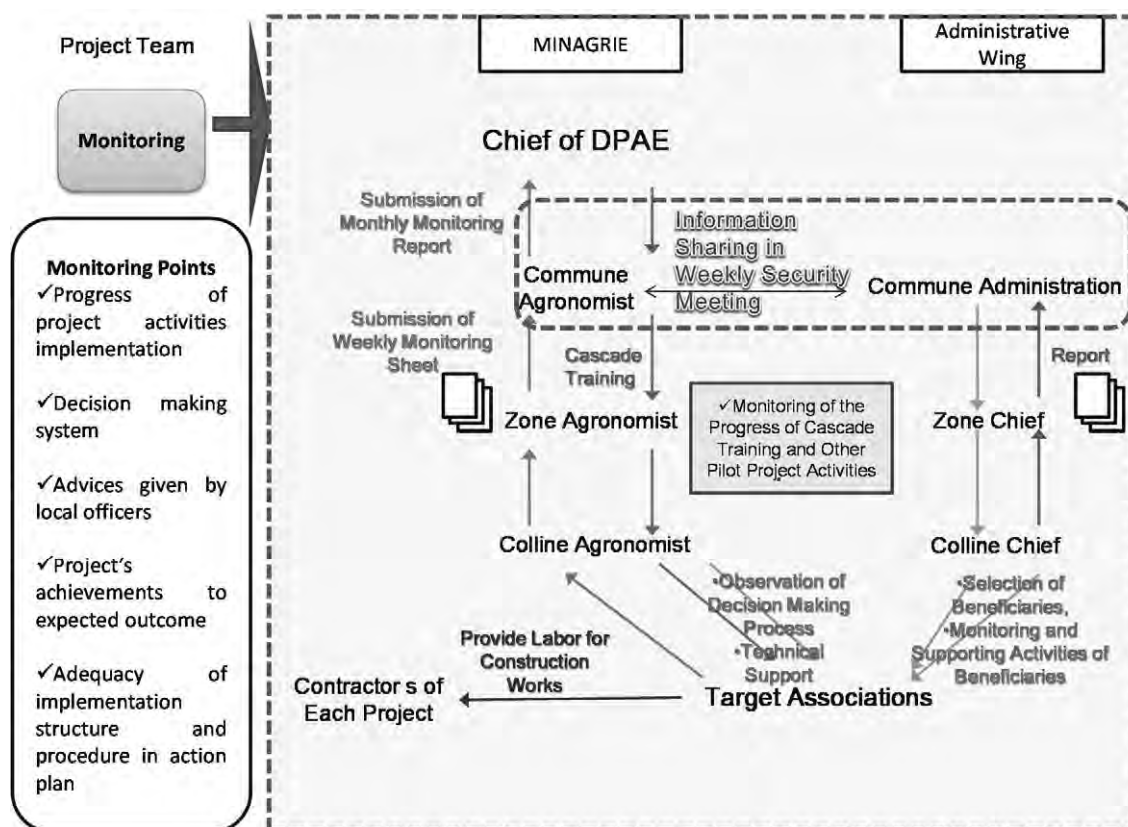 Project Team
Monitoring
Monitoring Points
✓Progress of
project activities
implementation
✓Decision making
system
✓Advices given by
local officers
✓Project's
achievements to
expected outcome
✓Adequacy of
implementation
structure and
procedure in action
plan
MINAGRIE
Administrative
Wing
Chief of DPAE
Submission of
Monthly Monitoring
Report
Information
Sharing in
Weekly Security
Meeting
Commune
Agronomist
Commune Administration
Submission of
Weekly Monitoring
Sheet
Cascade
Training
Report
Zone Agronomist
✓Monitoring of the
Progress of Cascade
Training and Other
Pilot Project Activities
Zone Chief
Colline Agronomist
Colline Chief
•Observation of
Decision Making
Process
•Technical
Support
•Selection of
Beneficiaries,
•Monitoring and
Supporting Activities of
Beneficiaries
Provide Labor for
Construction
Works
Contractor s of
Each Project
Target Associations